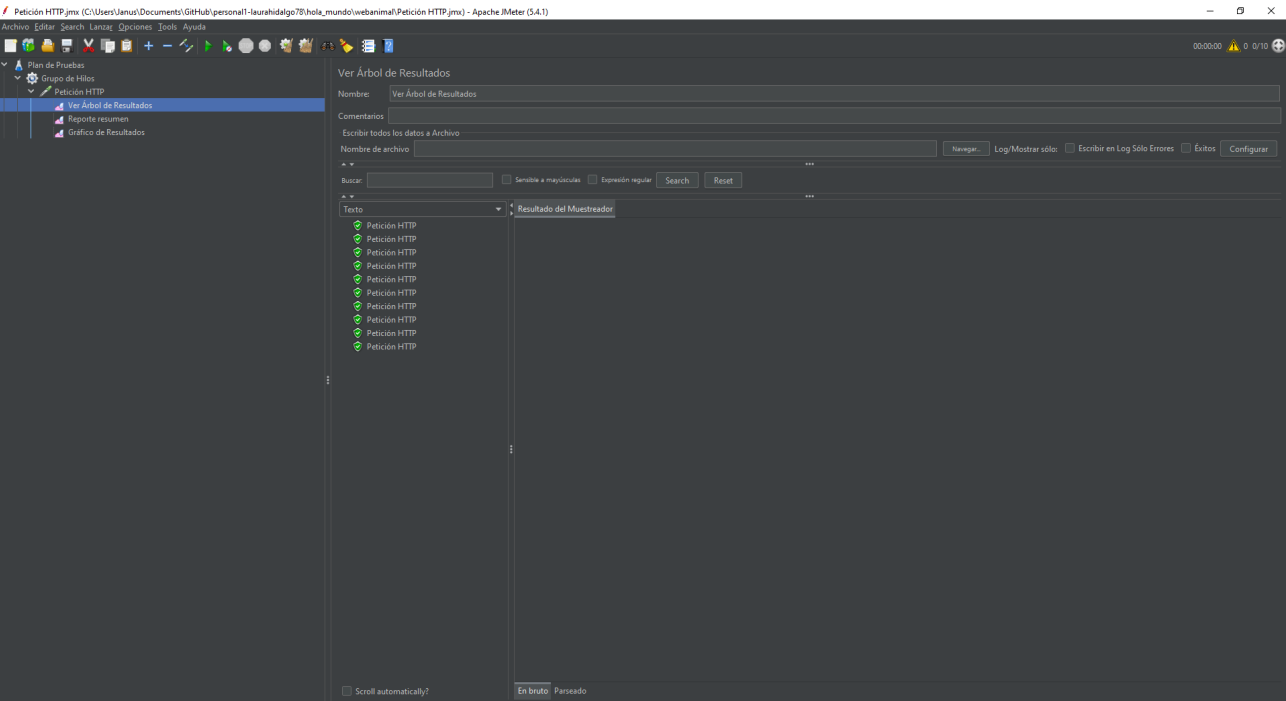 Petición HTTP.jmx (C:\Users\Janus\Documents\GitHub\personal1-laurahidalgo78\hola_mundo\webanimal\Petición HTTP.jmx) - Apache JMeter (5.4.1)
Archivo Editar Search Lanzar Opciones Tools Ayuda
00:00:00 0 0/10
Plan de Pruebas
Grupo de Hilos
Petición HTTP
Ver Árbol de Resultados
Reporte resumen
Gráfico de Resultados
Ver Árbol de Resultados
Nombre: Ver Árbol de Resultados
Comentarios
Escribir todos los datos a Archivo
Nombre de archivo Navegar... Log/Mostrar sólo: Escribir en Log Sólo Errores Éxitos Configurar
Buscar: Sensible a mayúsculas Expresión regular Search Reset
Texto Resultado del Muestreador
Petición HTTP
Petición HTTP
Petición HTTP
Petición HTTP
Petición HTTP
Petición HTTP
Petición HTTP
Petición HTTP
Petición HTTP
Petición HTTP
Scroll automatically? En bruto Parseado